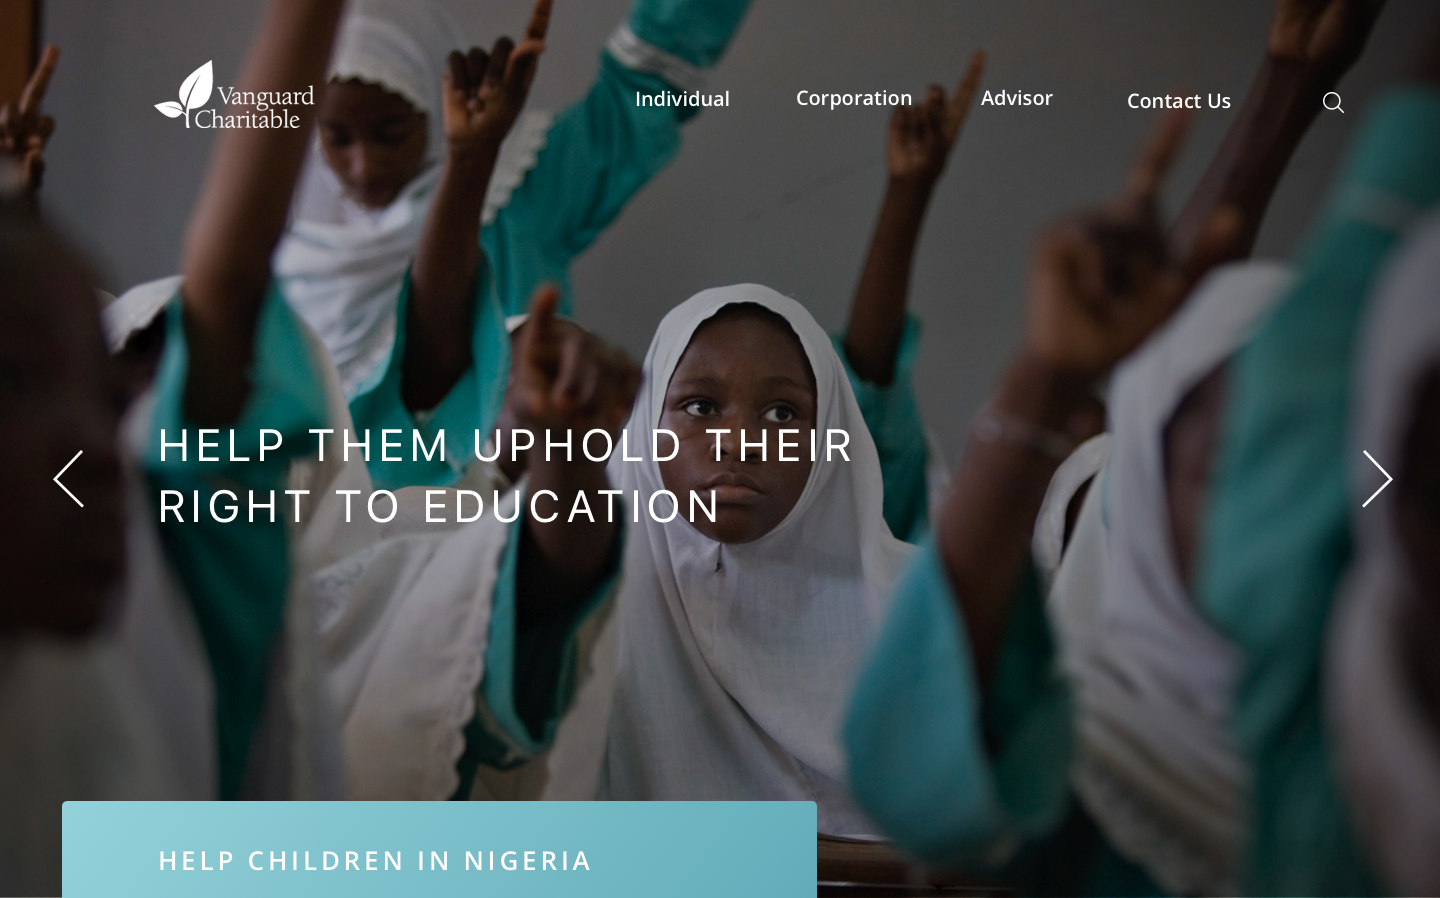 Vanguard
Charitable
Individual
Corporation
Advisor
Contact Us
HELP THEM UPHOLD THEIR
RIGHT TO EDUCATION
HELP CHILDREN IN NIGERIA